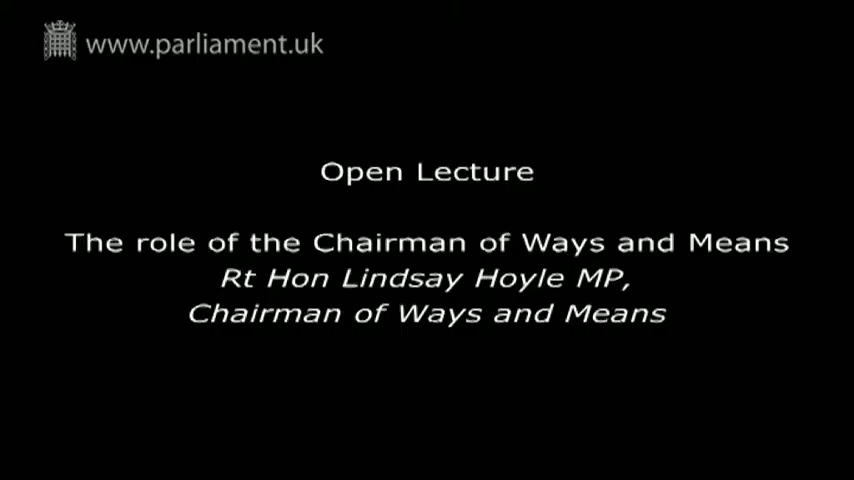 www.parliament.uk
Open Lecture
The role of the Chairman of Ways and Means
Rt Hon Lindsay Hoyle MP,
Chairman of Ways and Means